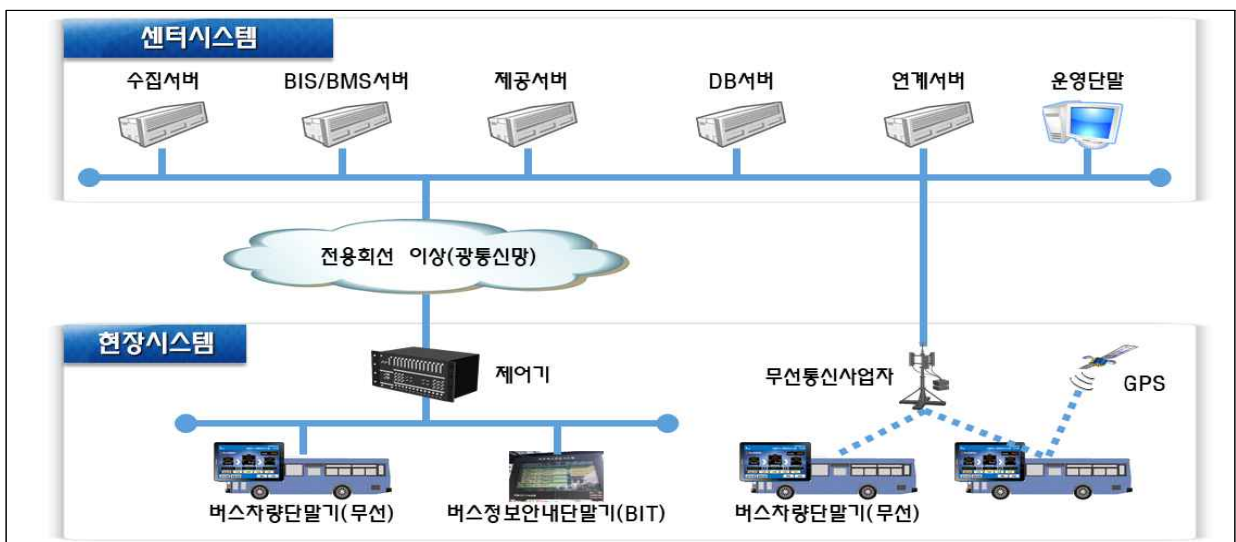 센터시스템
수집서버
BIS/BMS서버
제공서버
DB서버
연계서버
운영단말
전용회선 이상(광통신망)
현장시스템
제어기
무선통신사업자
GPS
버스차량단말기(무선)
버스정보안내단말기(BIT)
버스차량단말기(무선)